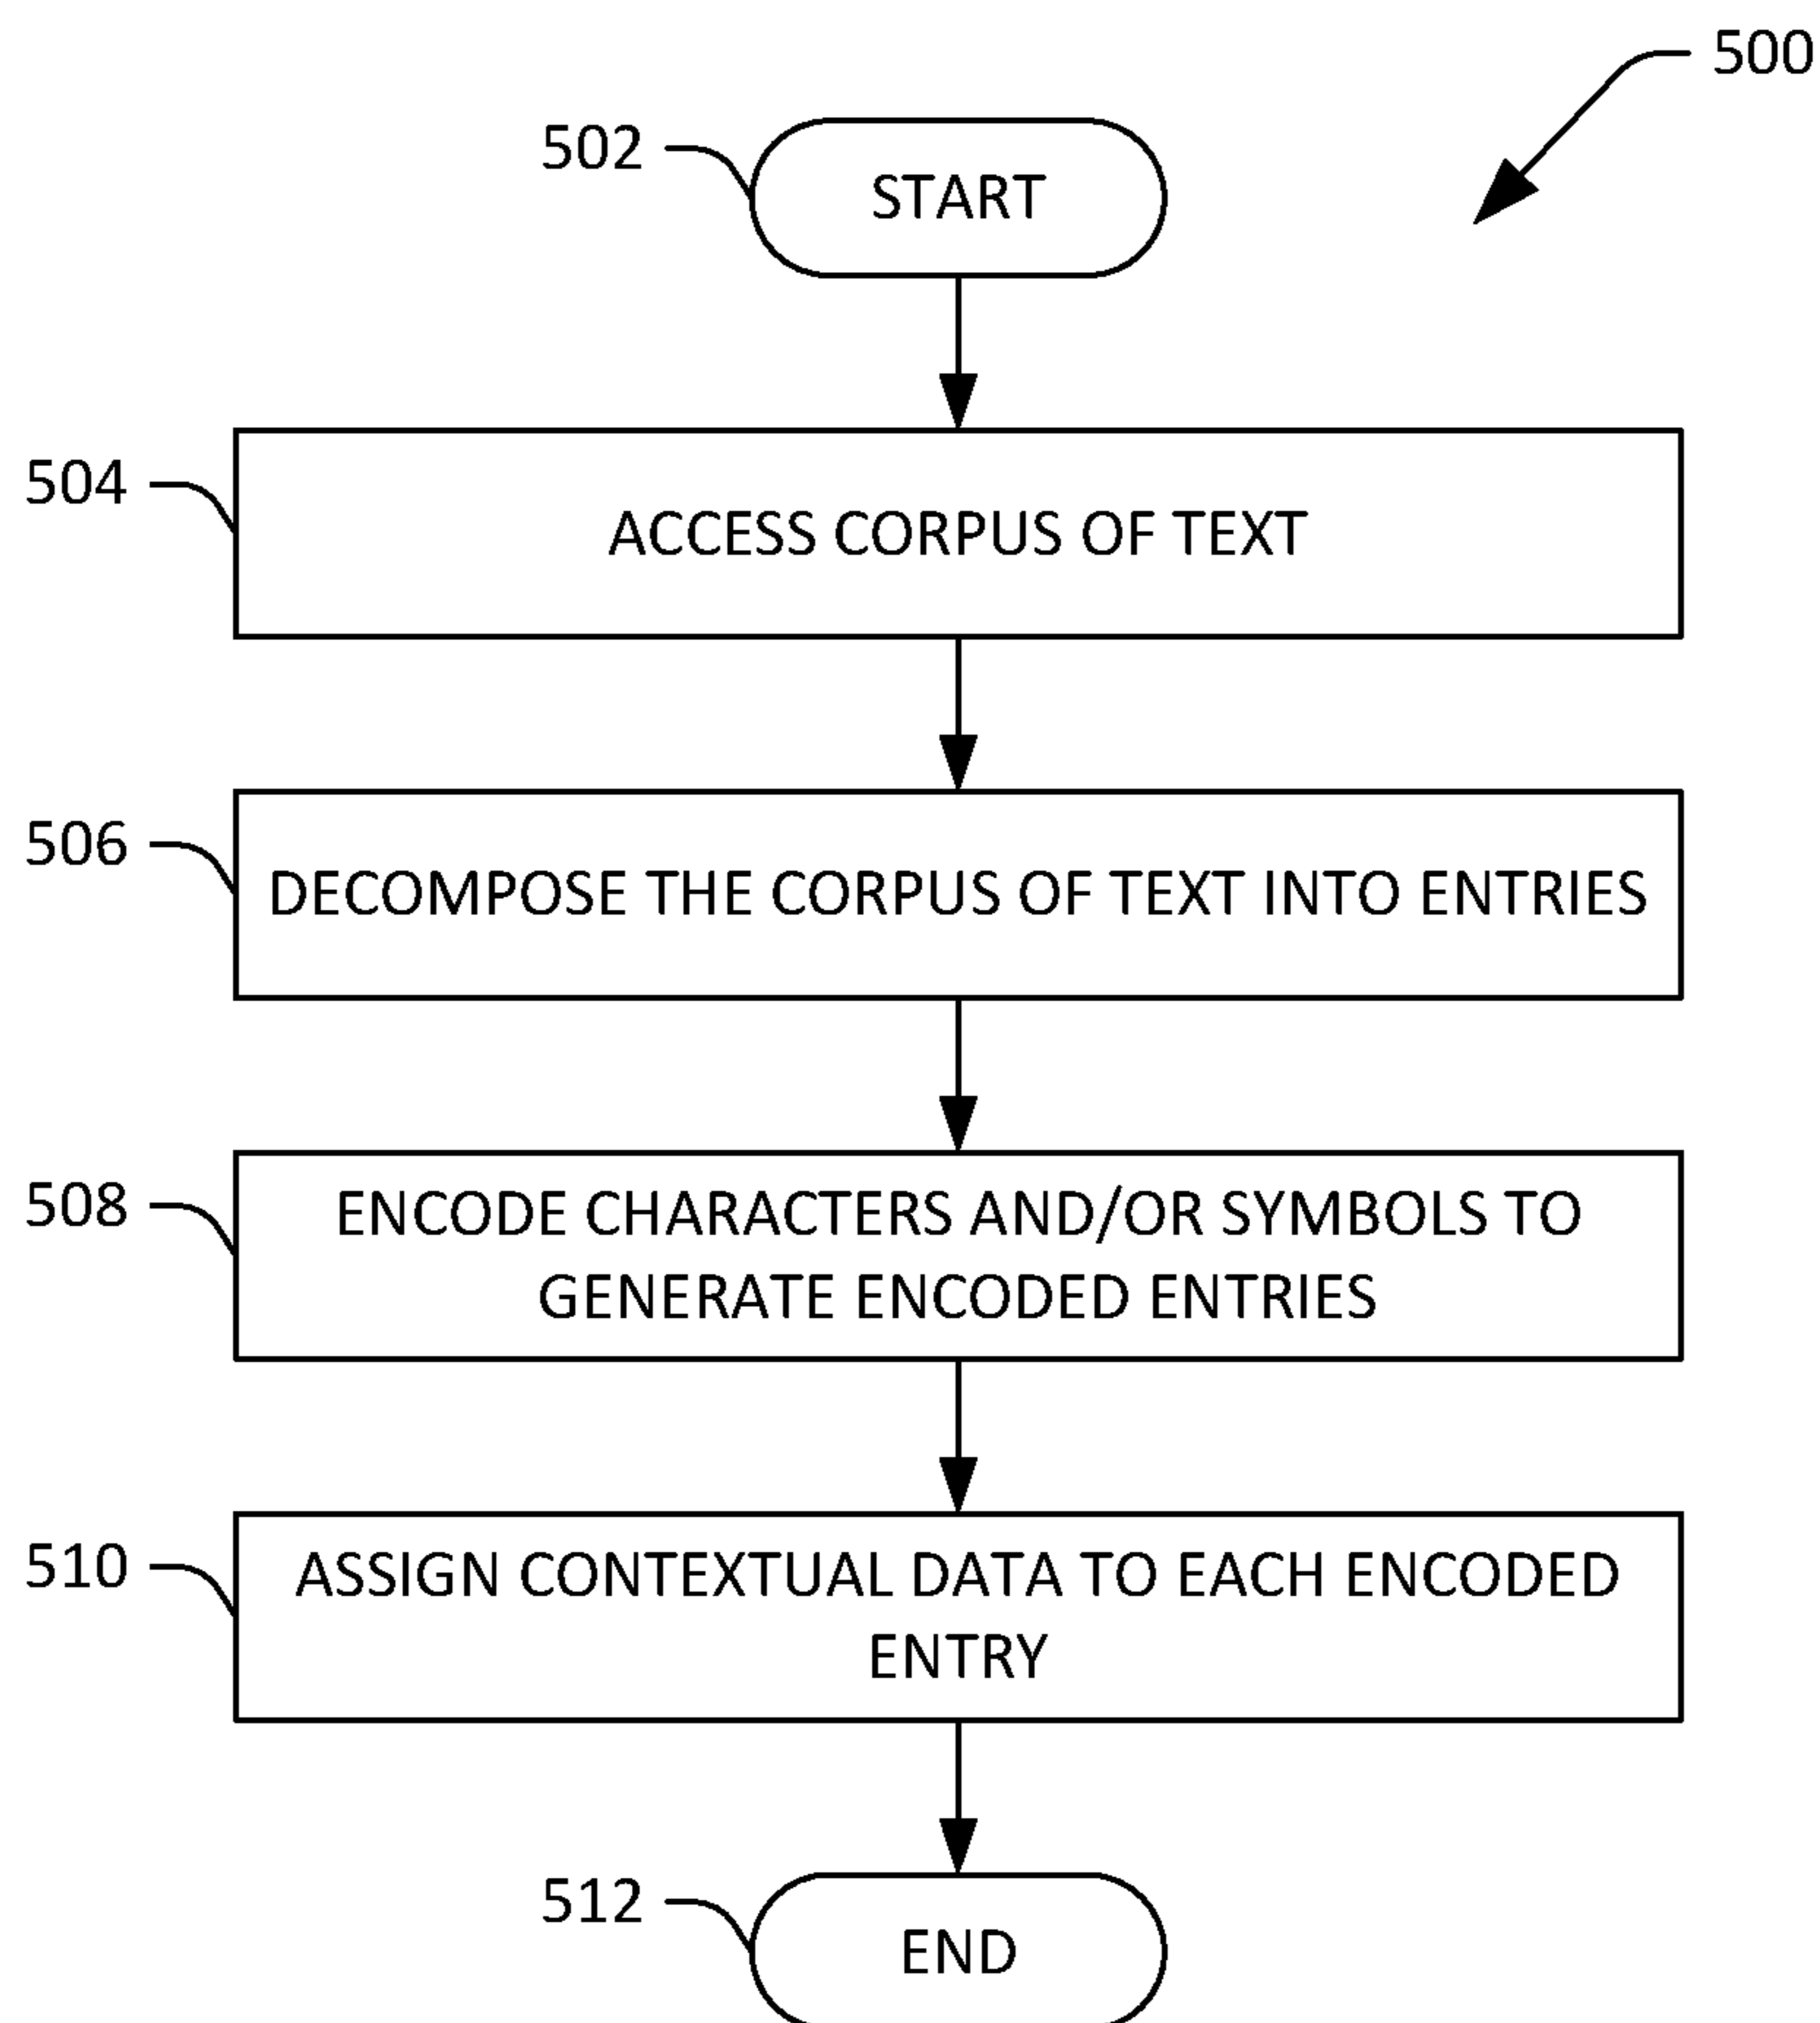 500
502
START
504
ACCESS CORPUS OF TEXT
506
DECOMPOSE THE CORPUS OF TEXT INTO ENTRIES
508
ENCODE CHARACTERS AND/OR SYMBOLS TO
GENERATE ENCODED ENTRIES
510
ASSIGN CONTEXTUAL DATA TO EACH ENCODED
ENTRY
512
END